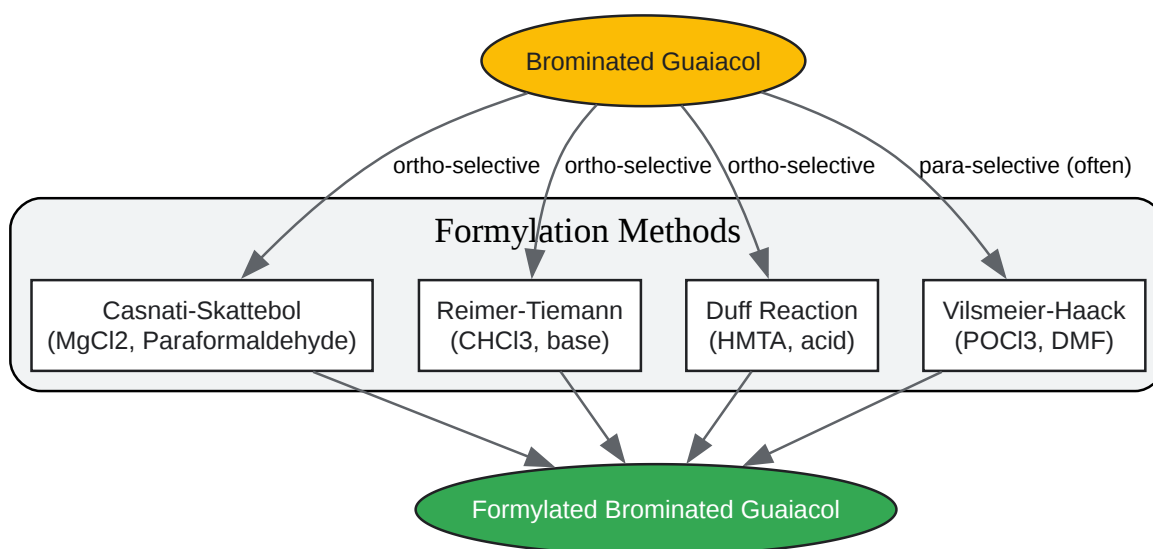 Brominated Guaiacol
ortho-selective
ortho-selective
ortho-selective
para-selective (often)
Formylation Methods
Casnati-Skattebol
(MgCl2, Paraformaldehyde)
Reimer-Tiemann
(CHCl3, base)
Duff Reaction
(HMTA, acid)
Vilsmeier-Haack
(POCl3, DMF)
Formylated Brominated Guaiacol